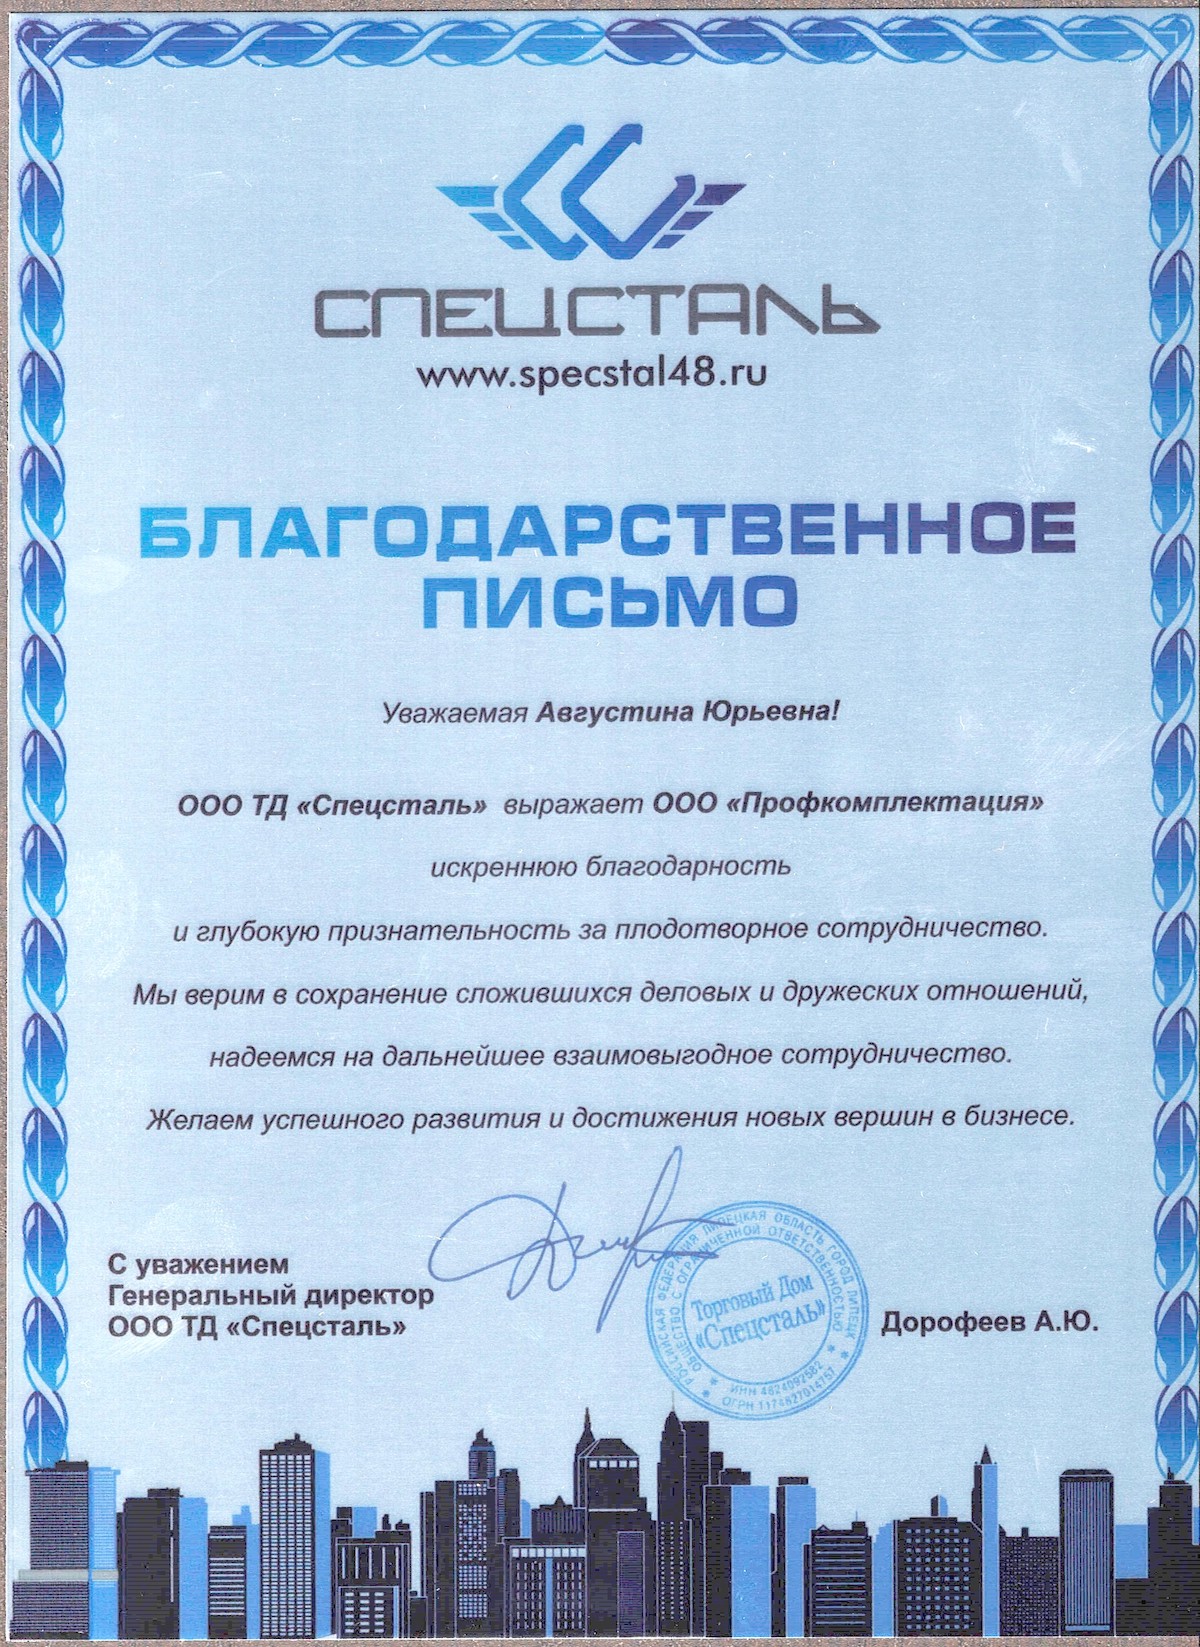 СПЕЦСТАЛЬ
www.specstal48.ru
БЛАГОДАРСТВЕННОЕ
ПИСЬМО
Уважаемая Августина Юрьевна!
ООО ТД «Спецсталь» выражает ООО «Профкомплектация»
искреннюю благодарность
и глубокую признательность за плодотворное сотрудничество.
Мы верим в сохранение сложившихся деловых и дружеских отношений,
надеемся на дальнейшее взаимовыгодное сотрудничество.
Желаем успешного развития и достижения новых вершин в бизнесе.
С уважением
Генеральный директор
ООО ТД «Спецсталь»
РОССИЙСКАЯ ФЕДЕРАЦИЯ ЛИПЕЦКАЯ ОБЛАСТЬ ГОРОД ЛИПЕЦК
ОБЩЕСТВО С ОГРАНИЧЕННОЙ ОТВЕТСТВЕННОСТЬЮ
Торговый Дом
«Спецсталь»
ИНН 4824092582
ОГРН 1174827014757
Дорофеев А.Ю.